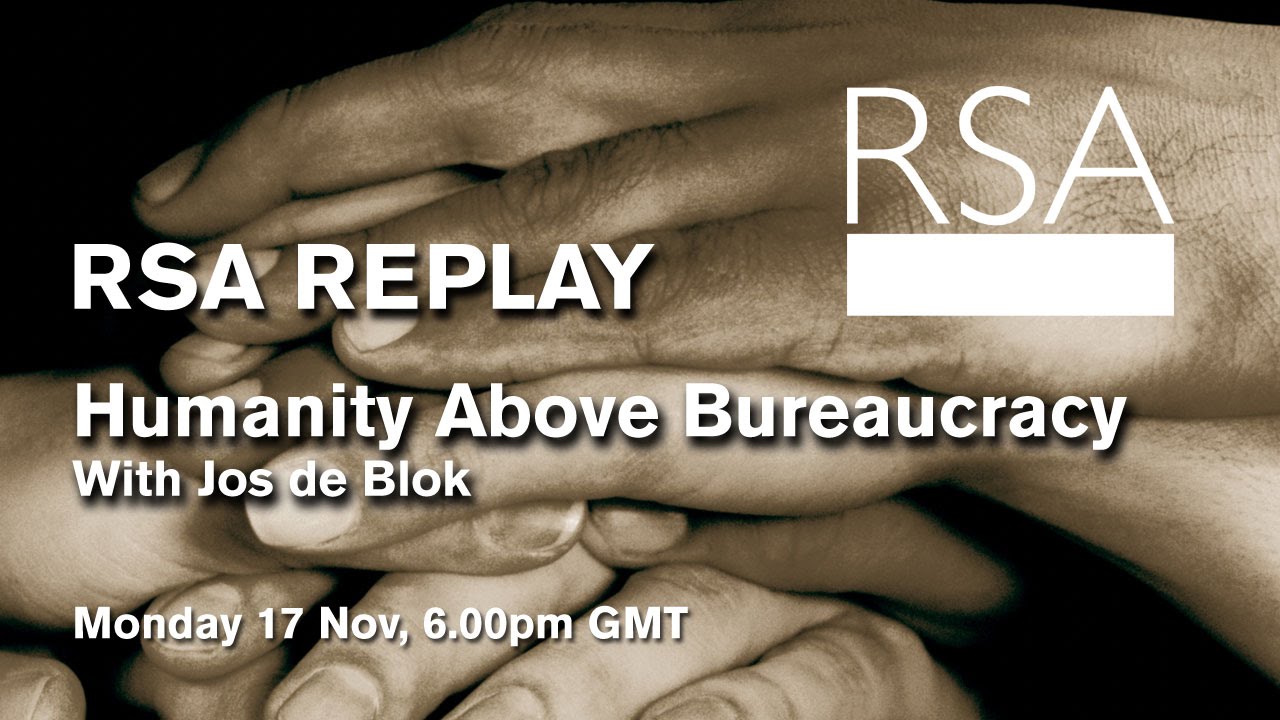 RSA
RSA REPLAY
Humanity Above Bureaucracy
With Jos de Blok
Monday 17 Nov, 6.00pm GMT